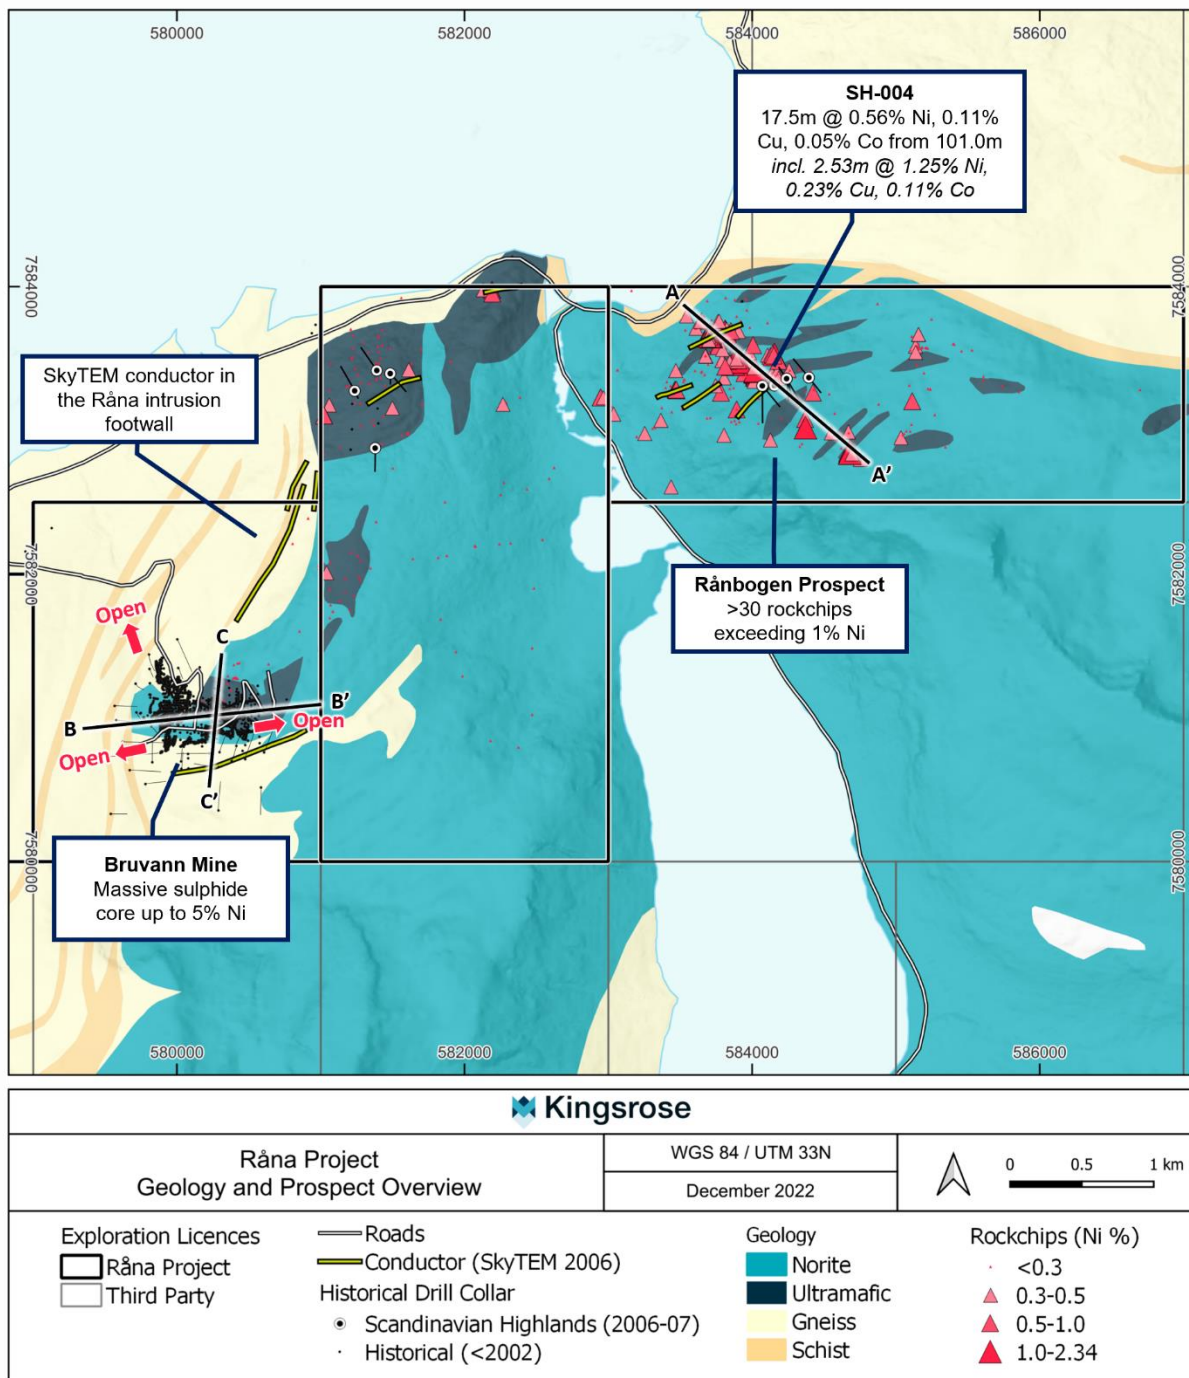 580000
582000
584000
586000
SH-004
17.5m @ 0.56% Ni, 0.11%
Cu, 0.05% Co from 101.0m
incl. 2.53m @ 1.25% Ni,
0.23% Cu, 0.11% Co
7584000
7584000
A
SkyTEM conductor in
the Råna intrusion
footwall
A'
7582000
7582000
Rånbogen Prospect
>30 rockchips
exceeding 1% Ni
Open
C
B
B'
Open
Open
C'
Bruvann Mine
Massive sulphide
core up to 5% Ni
7580000
7580000
580000
582000
584000
586000
Kingsrose
Råna Project
Geology and Prospect Overview
WGS 84 / UTM 33N
December 2022
0 0.5 1 km
Exploration Licences
Råna Project
Third Party
Roads
Conductor (SkyTEM 2006)
Historical Drill Collar
Scandinavian Highlands (2006-07)
Historical (<2002)
Geology
Norite
Ultramafic
Gneiss
Schist
Rockchips (Ni %)
<0.3
0.3-0.5
0.5-1.0
1.0-2.34